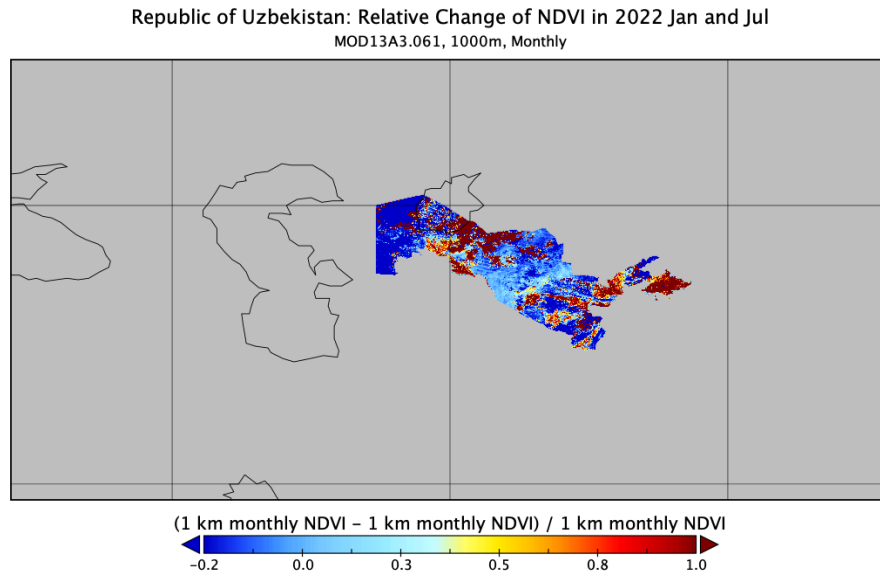 Republic of Uzbekistan: Relative Change of NDVI in 2022 Jan and Jul
MOD13A3.061, 1000m, Monthly
(1 km monthly NDVI − 1 km monthly NDVI) / 1 km monthly NDVI
−0.2 0.0 0.3 0.5 0.8 1.0